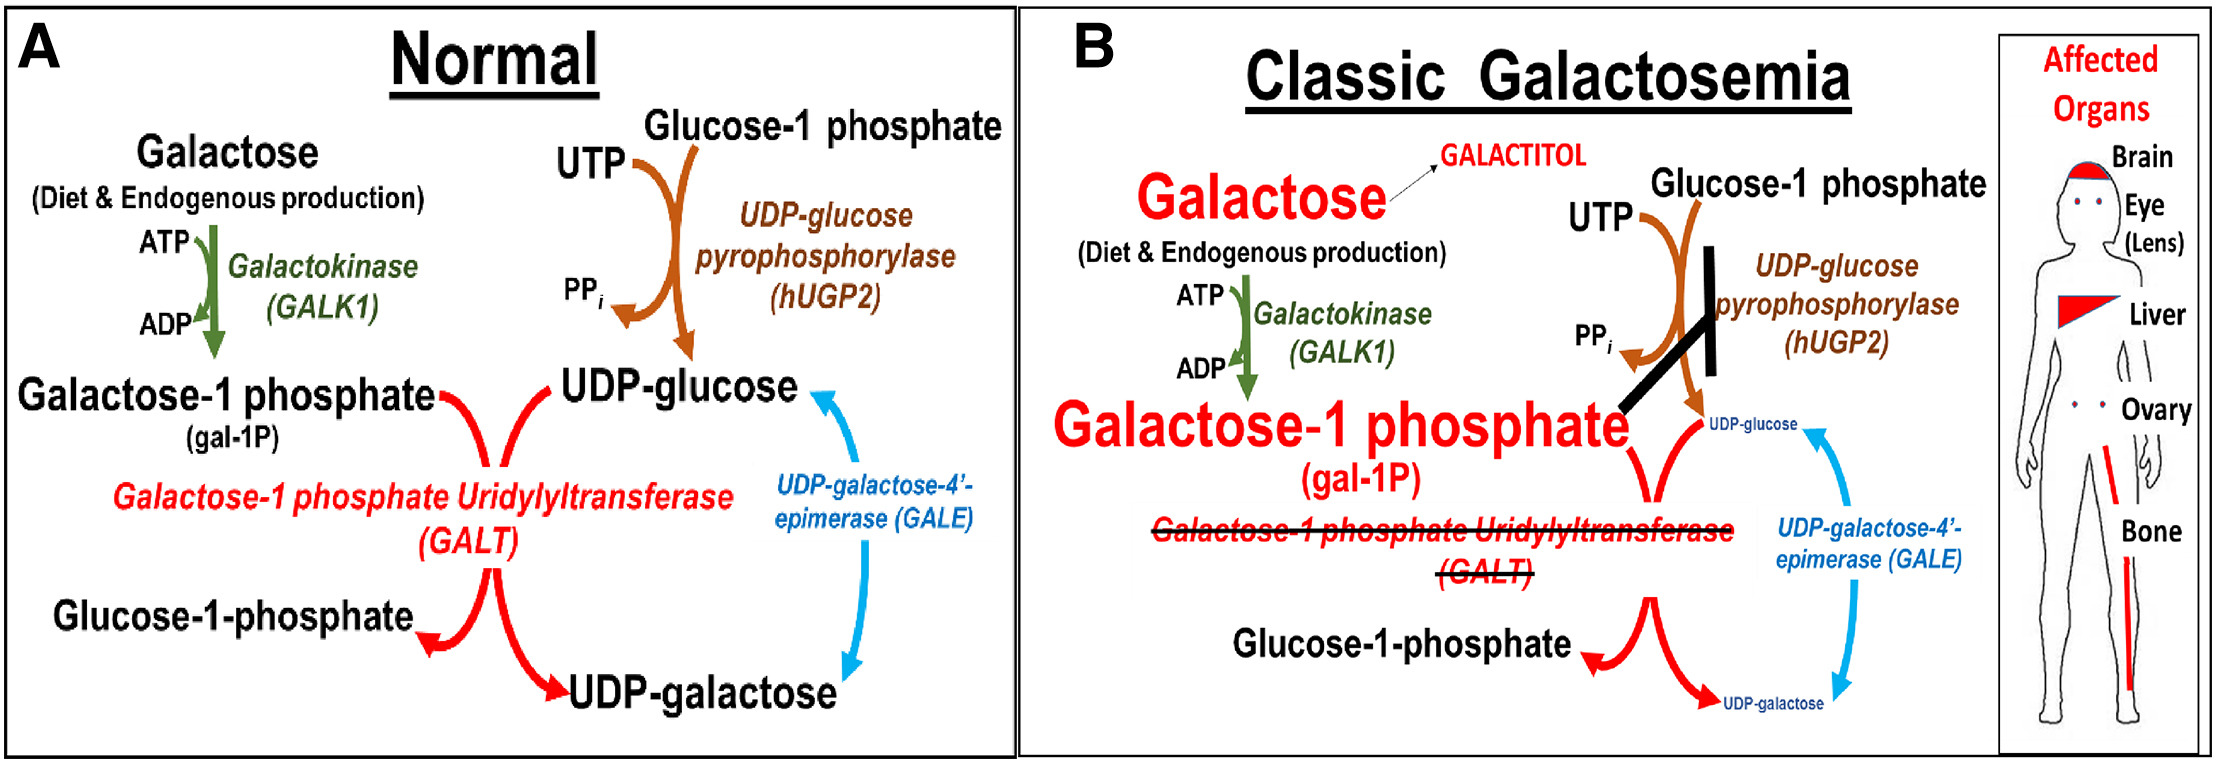 A
Normal
Galactose
(Diet & Endogenous production)
ATP
Galactokinase
(GALK1)
ADP
Glucose-1 phosphate
UTP
UDP-glucose
pyrophosphorylase
(hUGP2)
PPi
Galactose-1 phosphate
(gal-1P)
UDP-glucose
Galactose-1 phosphate Uridylyltransferase
(GALT)
UDP-galactose-4’-
epimerase (GALE)
Glucose-1-phosphate
UDP-galactose
B
Classic Galactosemia
GALACTITOL
Galactose
(Diet & Endogenous production)
ATP
Galactokinase
(GALK1)
ADP
Glucose-1 phosphate
UTP
UDP-glucose
pyrophosphorylase
(hUGP2)
PPi
Galactose-1 phosphate
(gal-1P)
UDP-glucose
Galactose-1 phosphate Uridylyltransferase
(GALT)
UDP-galactose-4’-
epimerase (GALE)
Glucose-1-phosphate
UDP-galactose
Affected
Organs
Brain
Eye
(Lens)
Liver
Ovary
Bone